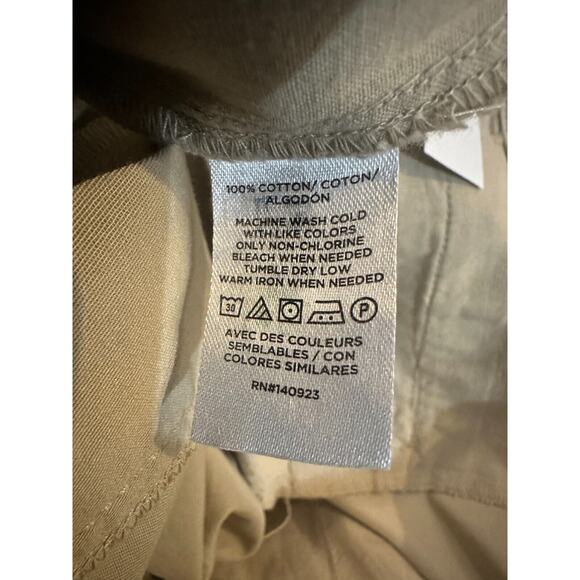 100% COTTON/ COTON/
ALGODÓN
MACHINE WASH COLD
WITH LIKE COLORS
ONLY NON-CHLORINE
BLEACH WHEN NEEDED
TUMBLE DRY LOW
WARM IRON WHEN NEEDED
30 P
AVEC DES COULEURS
SEMBLABLES / CON
COLORES SIMILARES
RN#140923